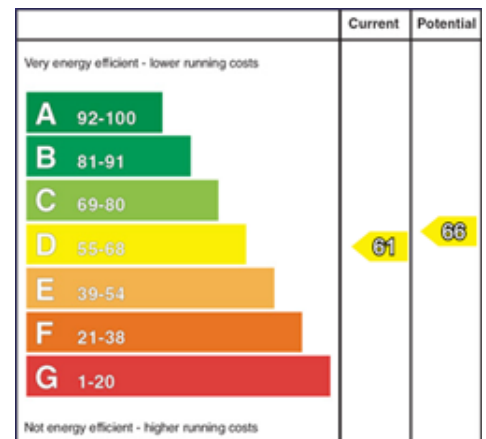 Current Potential
Very energy efficient - lower running costs
A 92-100
B 81-91
C 69-80
D 55-68
61
66
E 39-54
F 21-38
G 1-20
Not energy efficient - higher running costs